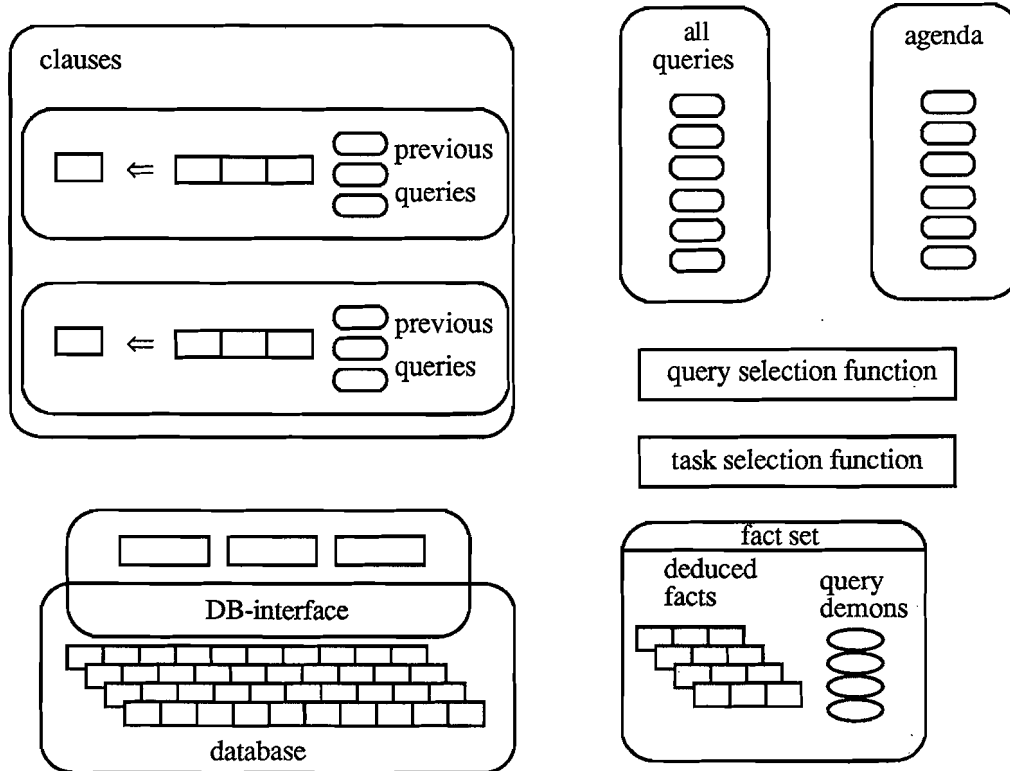 clauses
⇐
previous
queries
⇐
previous
queries
all
queries
agenda
query selection function
task selection function
DB-interface
database
fact set
deduced
facts
query
demons